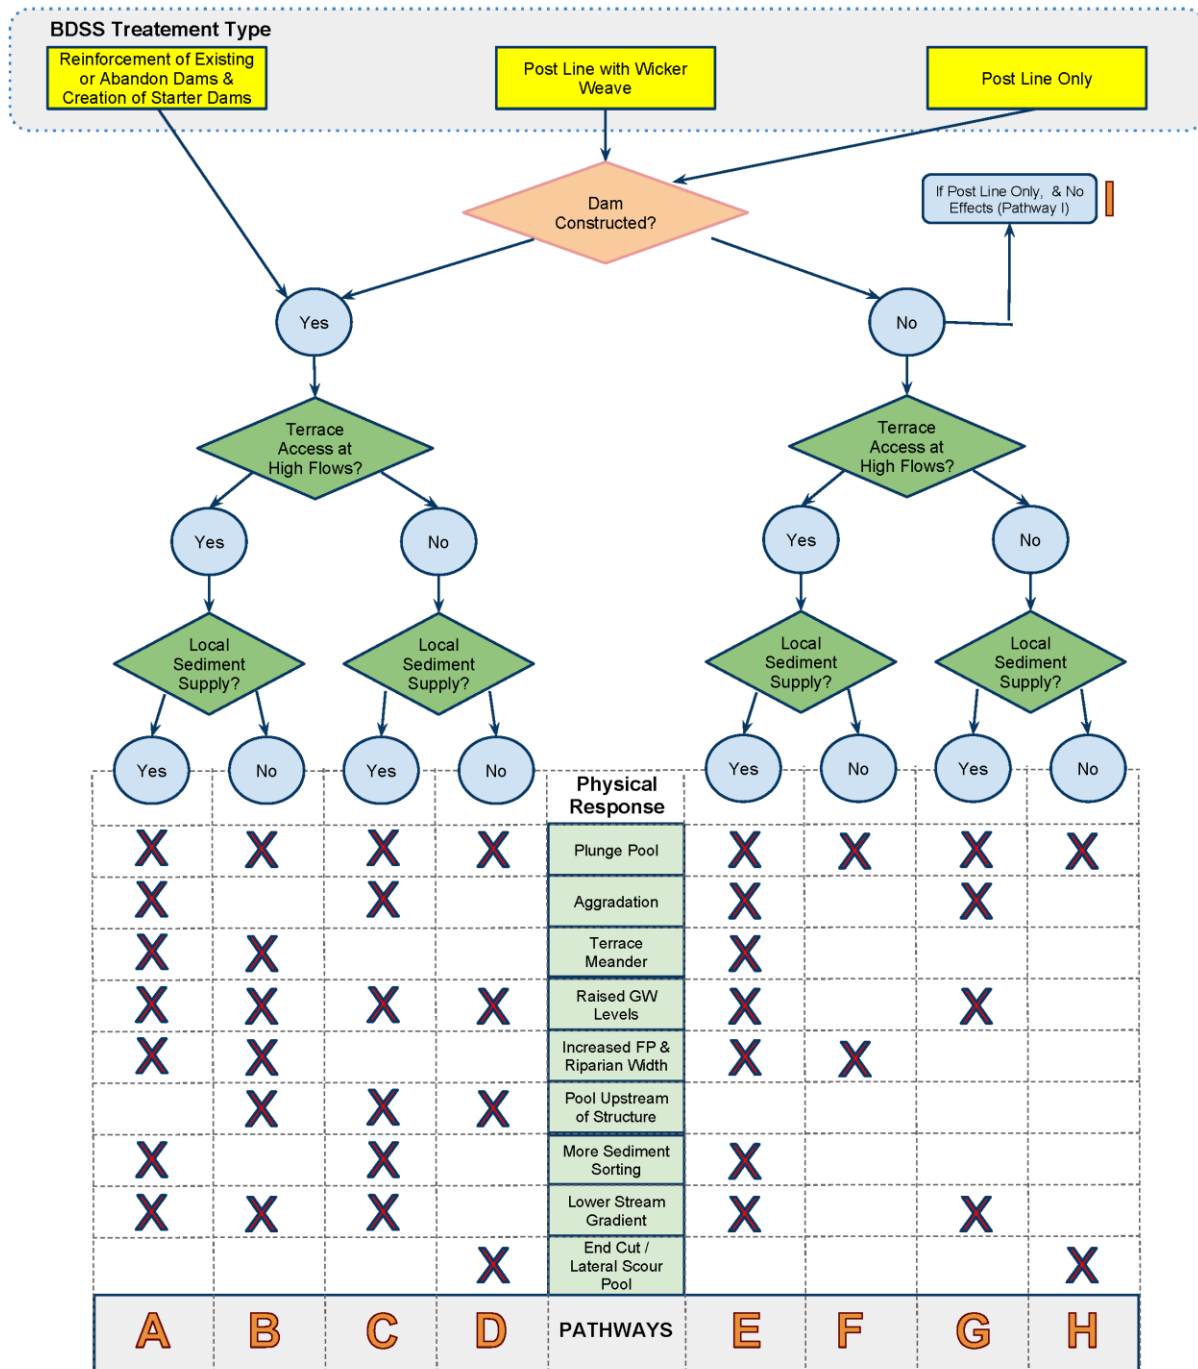 BDSS Treatement Type
Reinforcement of Existing
or Abandon Dams &
Creation of Starter Dams
Post Line with Wicker
Weave
Post Line Only
Dam
Constructed?
If Post Line Only, & No
Effects (Pathway I)
I
Yes
No
Terrace
Access at
High Flows?
Terrace
Access at
High Flows?
Yes
No
Yes
No
Local
Sediment
Supply?
Local
Sediment
Supply?
Local
Sediment
Supply?
Local
Sediment
Supply?
Yes
No
Yes
No
Physical
Response
Yes
No
Yes
No
X X X X Plunge Pool X X X X
X X Aggradation X X
X X Terrace
Meander X
X X X X Raised GW
Levels X X
X X Increased FP &
Riparian Width X X
X X X Pool Upstream
of Structure
X X More Sediment
Sorting X
X X X Lower Stream
Gradient X X
X End Cut /
Lateral Scour
Pool X
A B C D PATHWAYS E F G H